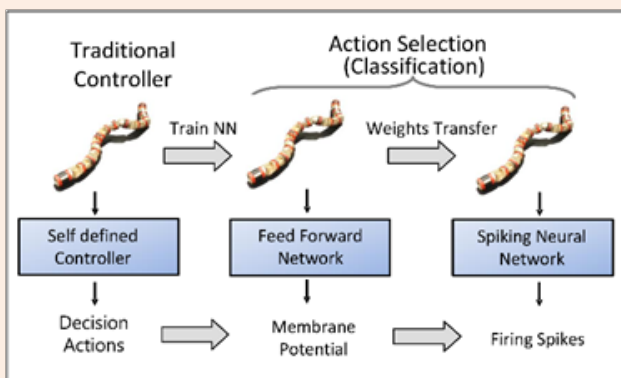 Traditional
Controller
Action Selection
(Classification)
Train NN
Weights Transfer
Self defined
Controller
Feed Forward
Network
Spiking Neural
Network
Decision
Actions
Membrane
Potential
Firing Spikes